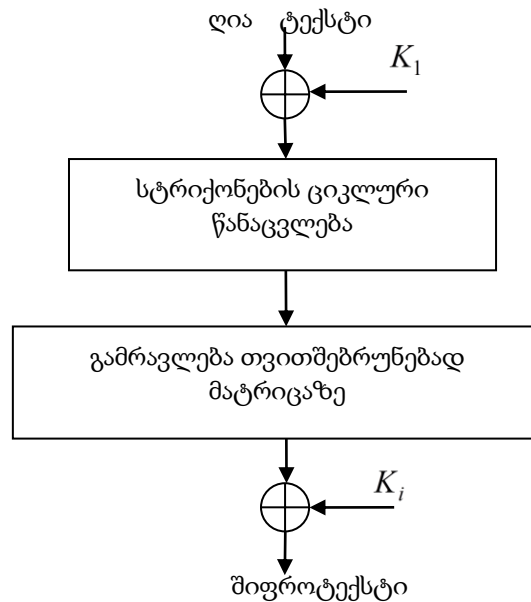 ღია ტექსტი
K₁
სტრიქონების ციკლური
წანაცვლება
გამრავლება თვითშებრუნებად
მატრიცაზე
Kᵢ
შიფროტექსტი